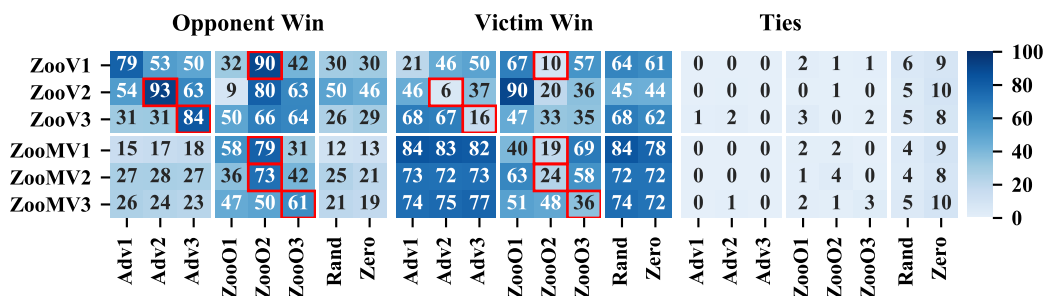 Opponent Win Victim Win Ties
ZooV1 79 53 50 32 90 42 30 30 21 46 50 67 10 57 64 61 0 0 0 2 1 1 6 9 100
ZooV2 54 93 63 9 80 63 50 46 46 6 37 90 20 36 45 44 0 0 0 0 1 0 5 10 80
ZooV3 31 31 84 50 66 64 26 29 68 67 16 47 33 35 68 62 1 2 0 3 0 2 5 8 60
ZooMV1 15 17 18 58 79 31 12 13 84 83 82 40 19 69 84 78 0 0 0 2 2 0 4 9 40
ZooMV2 27 28 27 36 73 42 25 21 73 72 73 63 24 58 72 72 0 0 0 1 4 0 4 8 20
ZooMV3 26 24 23 47 50 61 21 19 74 75 77 51 48 36 74 72 0 1 0 2 1 3 5 10 0
Adv1 Adv2 Adv3 ZooO1 ZooO2 ZooO3 Rand Zero Adv1 Adv2 Adv3 ZooO1 ZooO2 ZooO3 Rand Zero Adv1 Adv2 Adv3 ZooO1 ZooO2 ZooO3 Rand Zero